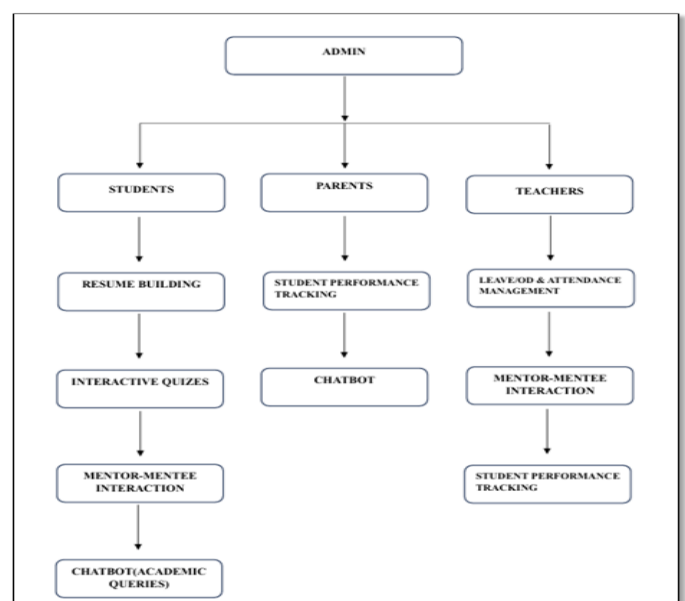 ADMIN
STUDENTS
PARENTS
TEACHERS
RESUME BUILDING
STUDENT PERFORMANCE
TRACKING
LEAVE/OD & ATTENDANCE
MANAGEMENT
INTERACTIVE QUIZES
CHATBOT
MENTOR-MENTEE
INTERACTION
MENTOR-MENTEE
INTERACTION
STUDENT PERFORMANCE
TRACKING
CHATBOT(ACADEMIC
QUERIES)